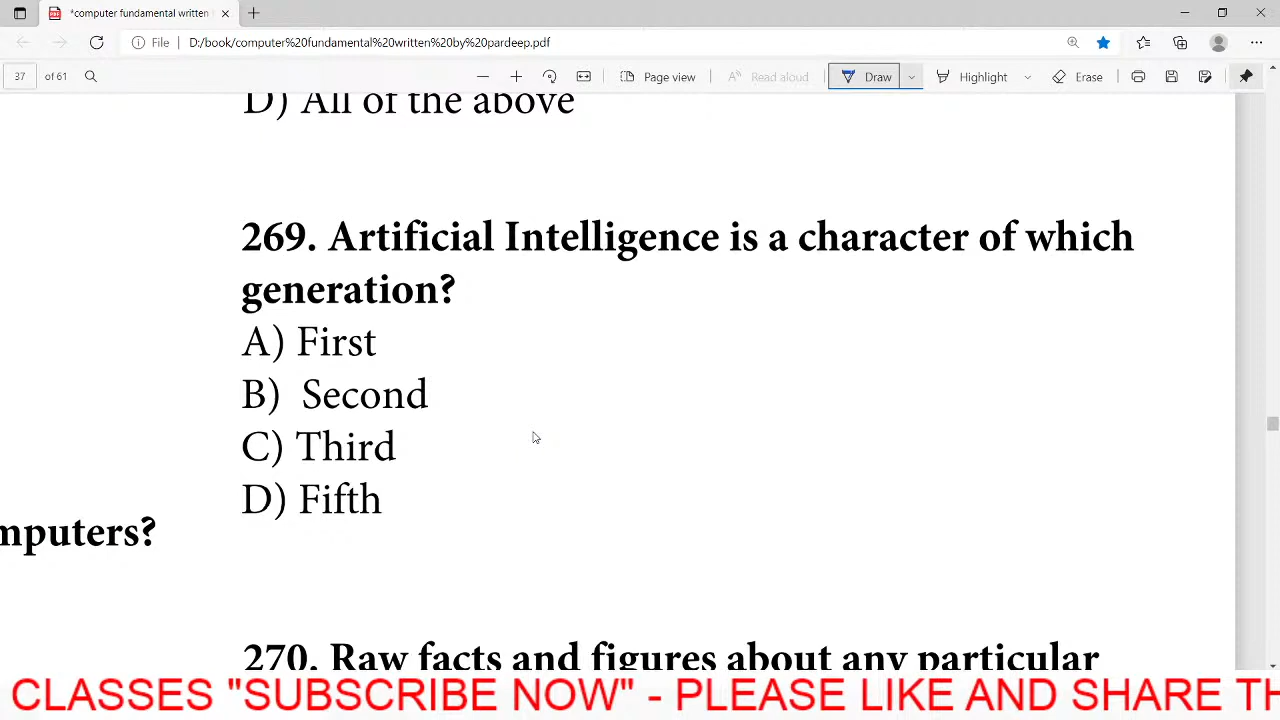 *computer fundamental written
File
D:/book/computer%20fundamental%20written%20by%20pardeep.pdf
37 of 61
Page view
Read aloud
Draw
Highlight
Erase
D) All of the above
269. Artificial Intelligence is a character of which
generation?
A) First
B) Second
C) Third
D) Fifth
mputers?
270. Raw facts and figures about any particular
CLASSES "SUBSCRIBE NOW" - PLEASE LIKE AND SHARE TH